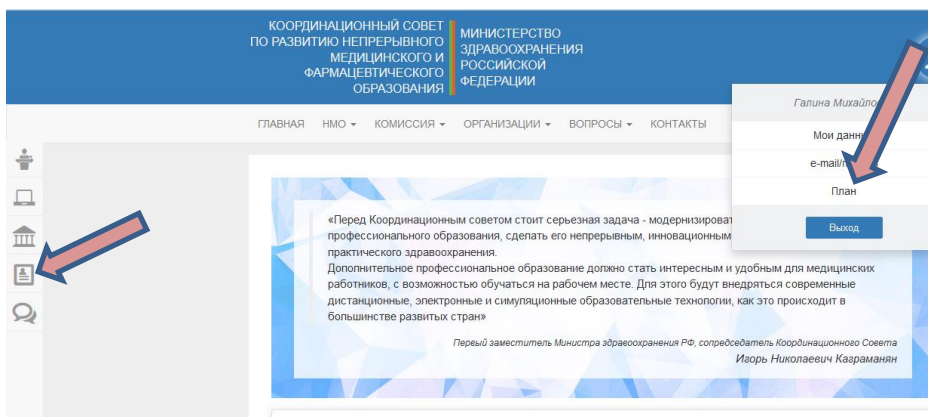 КООРДИНАЦИОННЫЙ СОВЕТ
ПО РАЗВИТИЮ НЕПРЕРЫВНОГО
МЕДИЦИНСКОГО И
ФАРМАЦЕВТИЧЕСКОГО
ОБРАЗОВАНИЯ
МИНИСТЕРСТВО
ЗДРАВООХРАНЕНИЯ
РОССИЙСКОЙ
ФЕДЕРАЦИИ
Галина Михайло
Мои данн
e-mail/
План
Выход
ГЛАВНАЯ НМО КОМИССИЯ ОРГАНИЗАЦИИ ВОПРОСЫ КОНТАКТЫ
«Перед Координационным советом стоит серьезная задача - модернизироват
профессионального образования, сделать его непрерывным, инновационным
практического здравоохранения.
Дополнительное профессиональное образование должно стать интересным и удобным для медицинских
работников, с возможностью обучаться на рабочем месте. Для этого будут внедряться современные
дистанционные, электронные и симуляционные образовательные технологии, как это происходит в
большинстве развитых стран»
Первый заместитель Министра здравоохранения РФ, сопредседатель Координационного Совета
Игорь Николаевич Каграманян